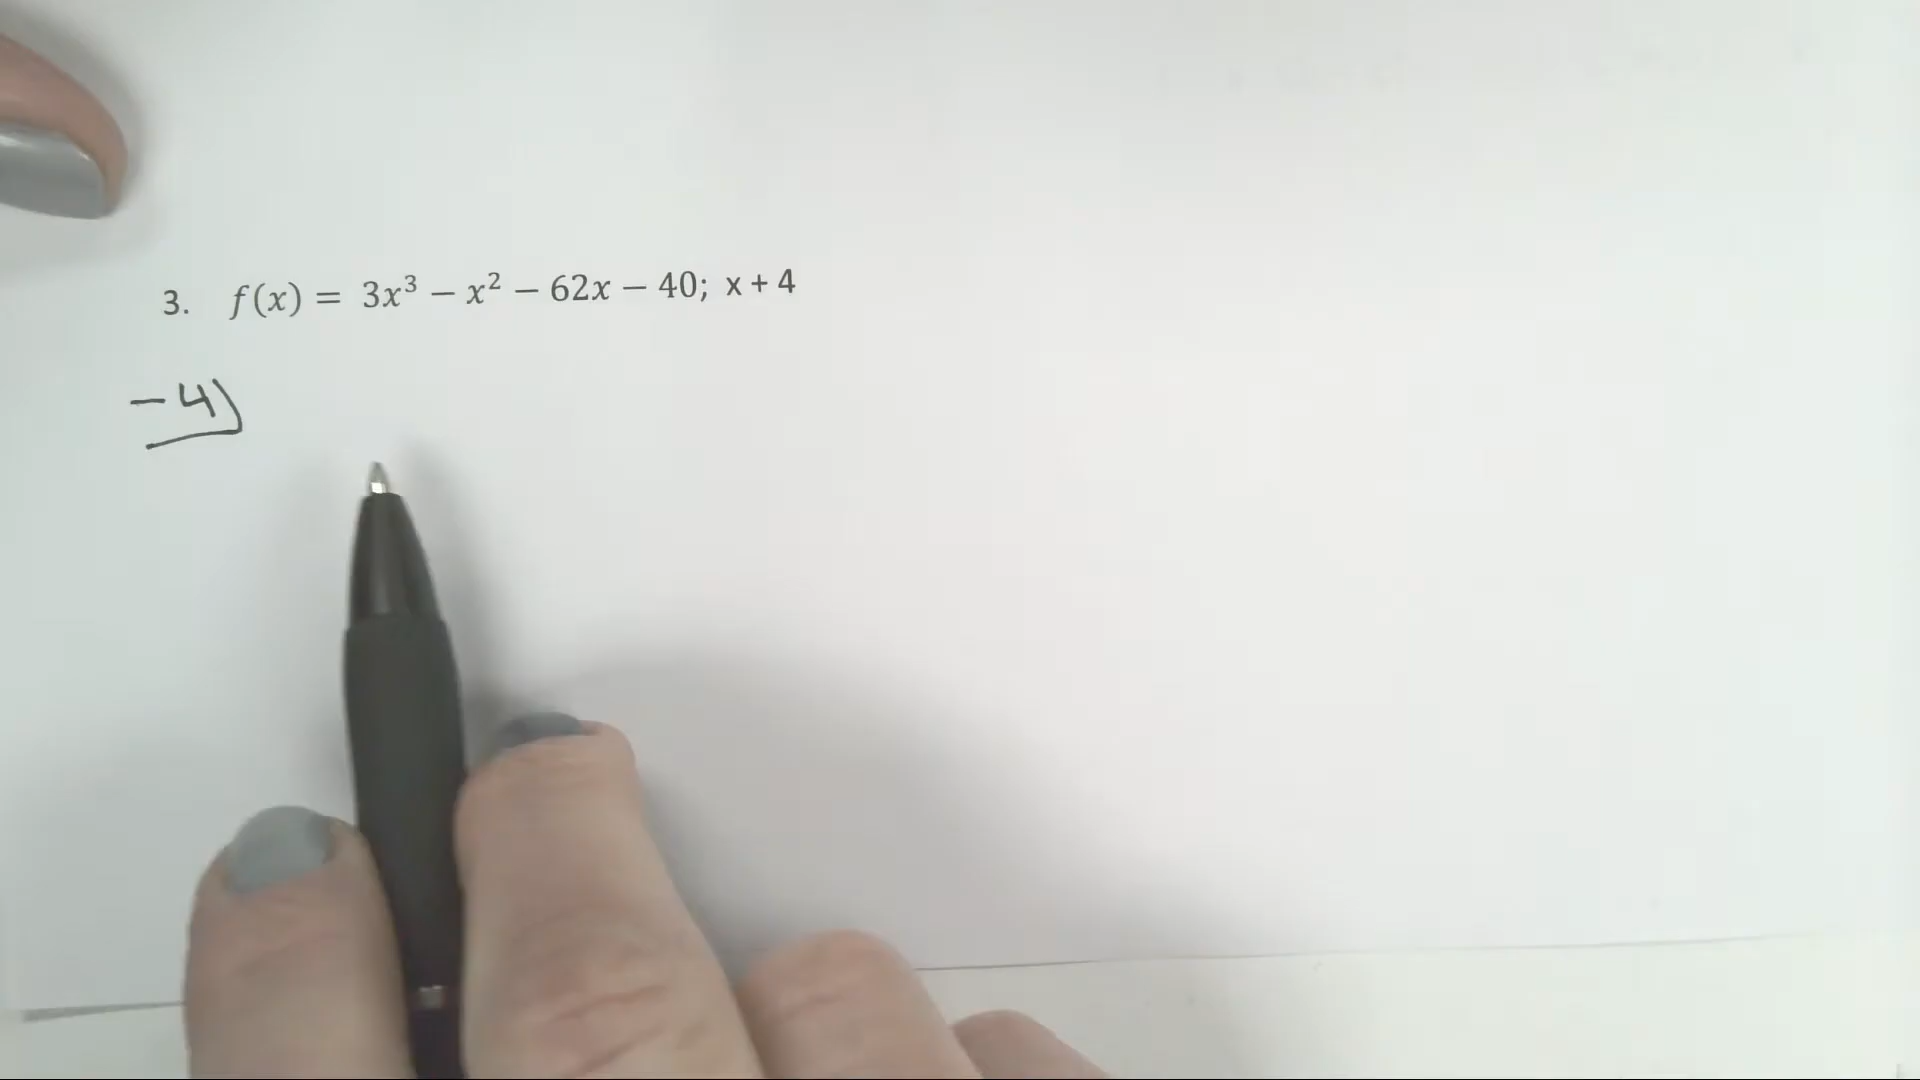 3. f(x) = 3x³ − x² − 62x − 40; x + 4
-4)